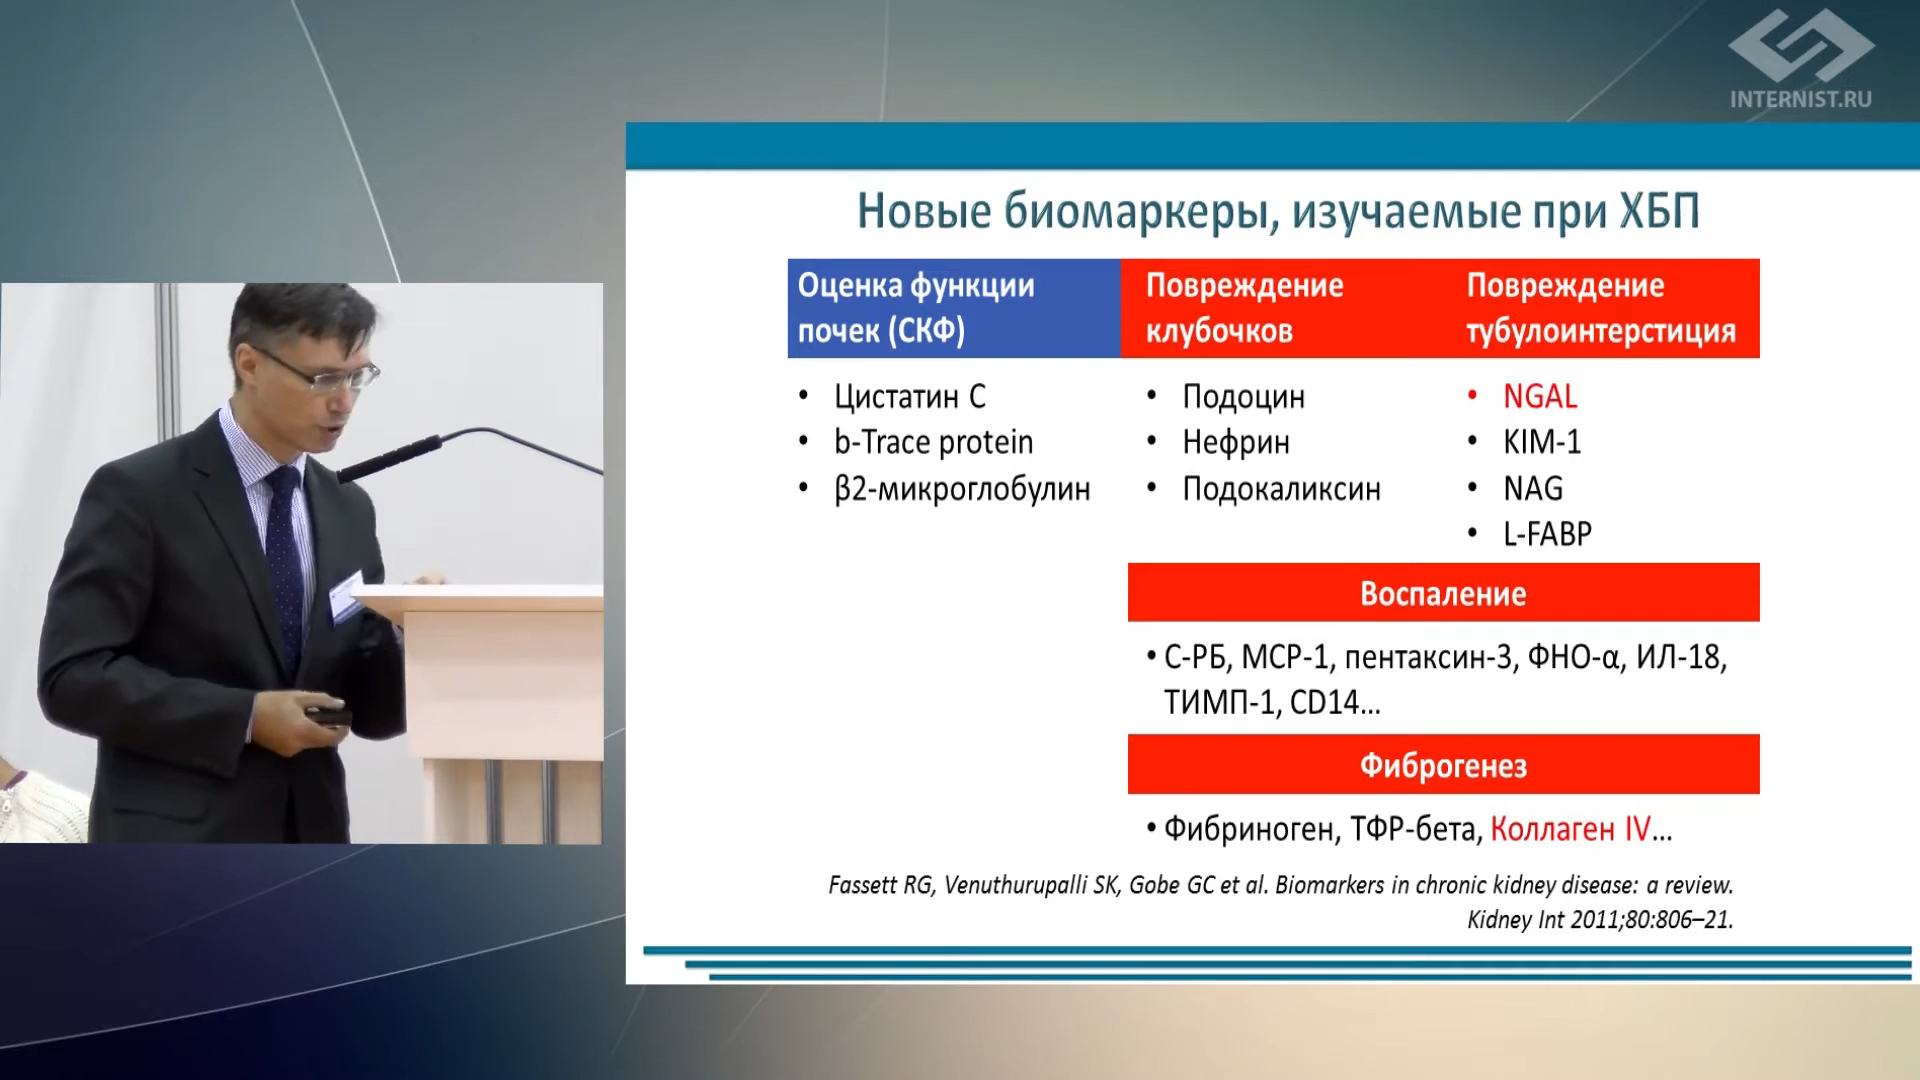 INTERNIST.RU
Новые биомаркеры, изучаемые при ХБП
Оценка функции
почек (СКФ)
• Цистатин С
• b-Trace protein
• β2-микроглобулин
Повреждение
клубочков
• Подоцин
• Нефрин
• Подокаликсин
Повреждение
тубулоинтерстиция
• NGAL
• KIM-1
• NAG
• L-FABP
Воспаление
• С-РБ, МСР-1, пентаксин-3, ФНО-α, ИЛ-18,
ТИМП-1, CD14...
Фиброгенез
• Фибриноген, ТФР-бета, Коллаген IV...
Fassett RG, Venuthurupalli SK, Gobe GC et al. Biomarkers in chronic kidney disease: a review.
Kidney Int 2011;80:806–21.